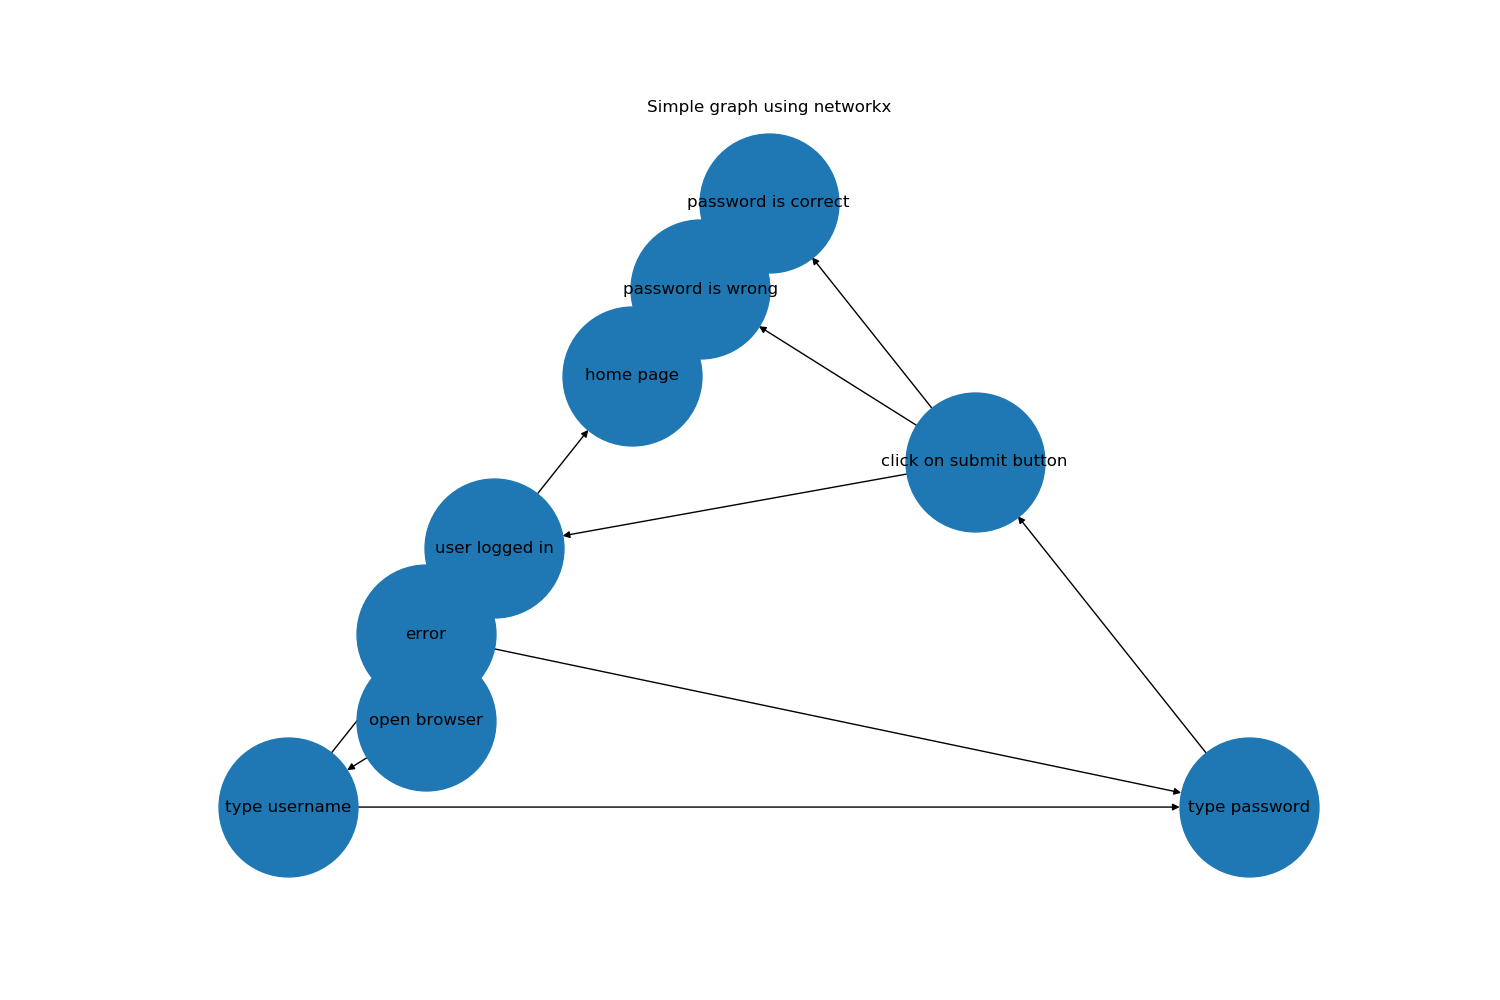 Simple graph using networkx
password is correct
password is wrong
home page
click on submit button
user logged in
error
open browser
type username
type password